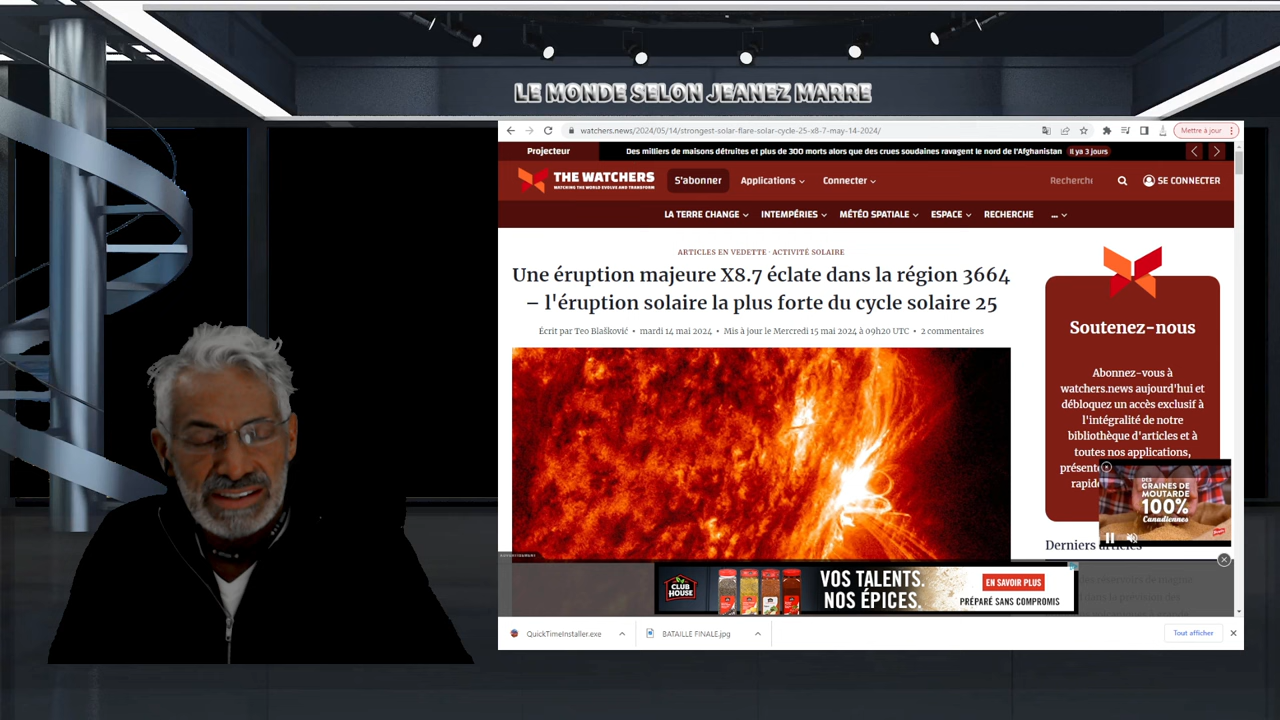 LE MONDE SELON JEANEZ MARRE
watchers.news/2024/05/14/strongest-solar-flare-solar-cycle-25-x8-7-may-14-2024/
Mettre à jour
Projecteur
Des milliers de maisons détruites et plus de 300 morts alors que des crues soudaines ravagent le nord de l'Afghanistan
Il ya 3 jours
THE WATCHERS
WATCHING THE WORLD EVOLVE AND TRANSFORM
S'abonner
Applications
Connecter
Recherche
SE CONNECTER
LA TERRE CHANGE
INTEMPÉRIES
MÉTÉO SPATIALE
ESPACE
RECHERCHE
...
ARTICLES EN VEDETTE · ACTIVITÉ SOLAIRE
Une éruption majeure X8.7 éclate dans la région 3664
– l'éruption solaire la plus forte du cycle solaire 25
Écrit par Teo Blašković • mardi 14 mai 2024 • Mis à jour le Mercredi 15 mai 2024 à 09h20 UTC • 2 commentaires
Soutenez-nous
Abonnez-vous à
watchers.news aujourd'hui et
débloquez un accès exclusif à
l'intégralité de notre
bibliothèque d'articles et à
toutes nos applications,
présente
rapid
DES
GRAINES DE
MOUTARDE
100%
Canadiennes
Derniers articles
CLUB
HOUSE
VOS TALENTS.
NOS ÉPICES.
EN SAVOIR PLUS
PRÉPARÉ SANS COMPROMIS
QuickTimeInstaller.exe
BATAILLE FINALE.jpg
Tout afficher